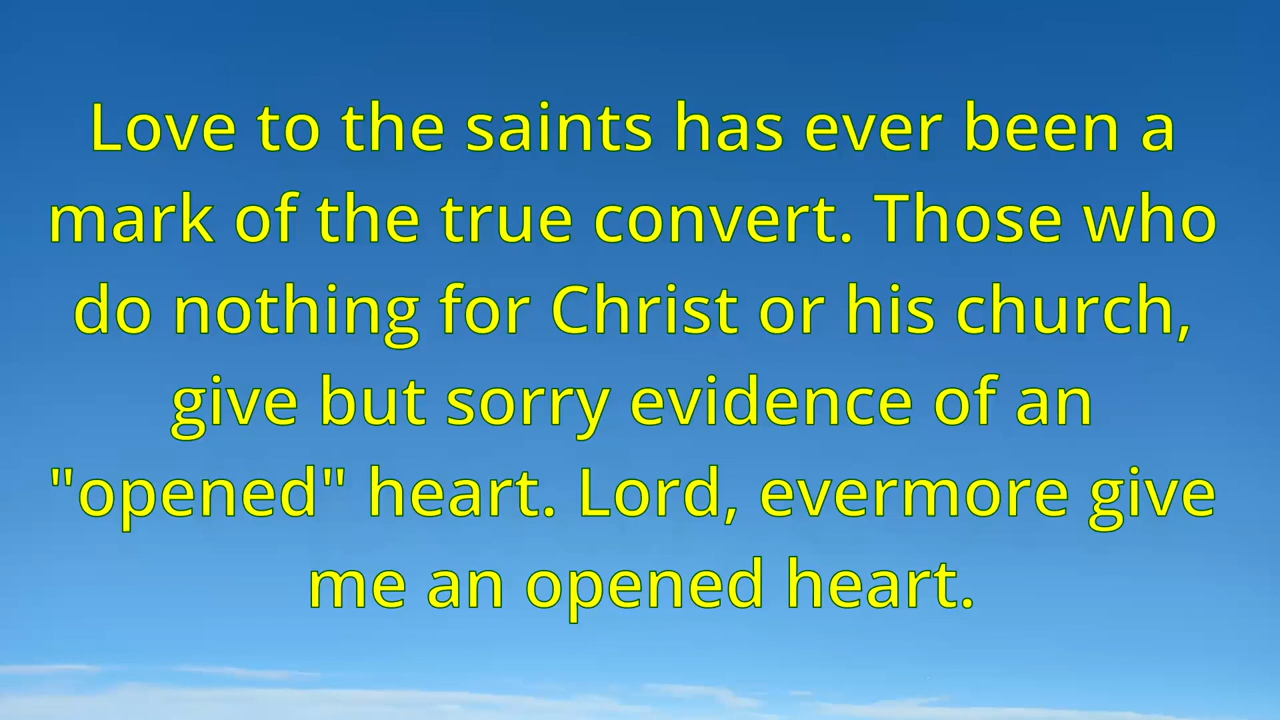 Love to the saints has ever been a
mark of the true convert. Those who
do nothing for Christ or his church,
give but sorry evidence of an
"opened" heart. Lord, evermore give
me an opened heart.